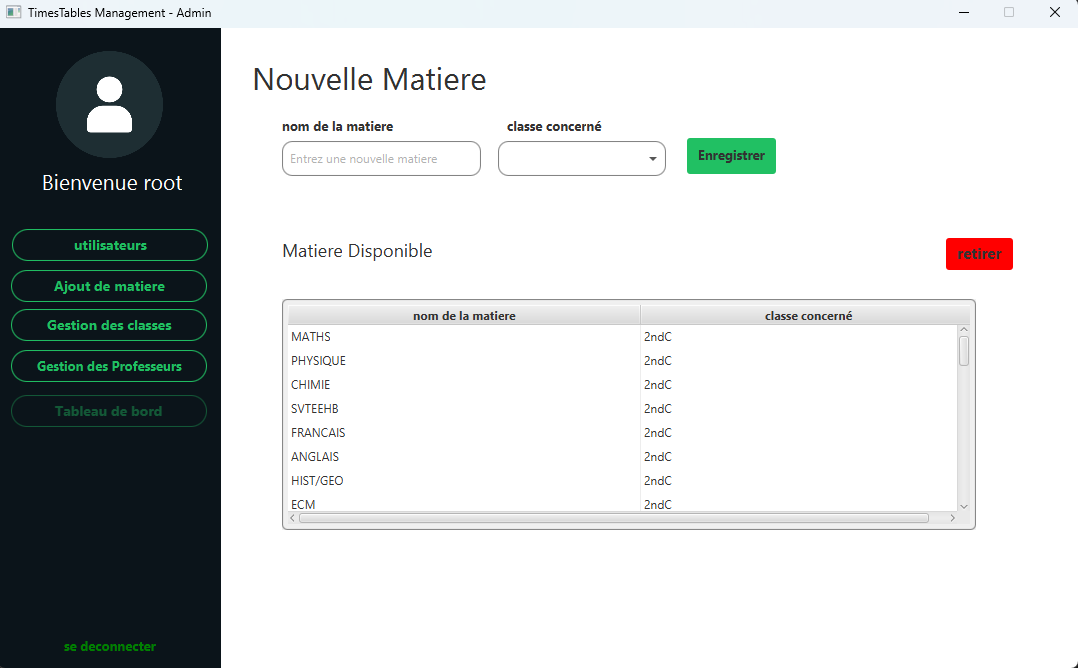 TimesTables Management - Admin
Bienvenue root
utilisateurs
Ajout de matiere
Gestion des classes
Gestion des Professeurs
Tableau de bord
se deconnecter
Nouvelle Matiere
nom de la matiere classe concerné
Entrez une nouvelle matiere Enregistrer
Matiere Disponible retirer
nom de la matiere classe concerné
MATHS 2ndC
PHYSIQUE 2ndC
CHIMIE 2ndC
SVTEEHB 2ndC
FRANCAIS 2ndC
ANGLAIS 2ndC
HIST/GEO 2ndC
ECM 2ndC